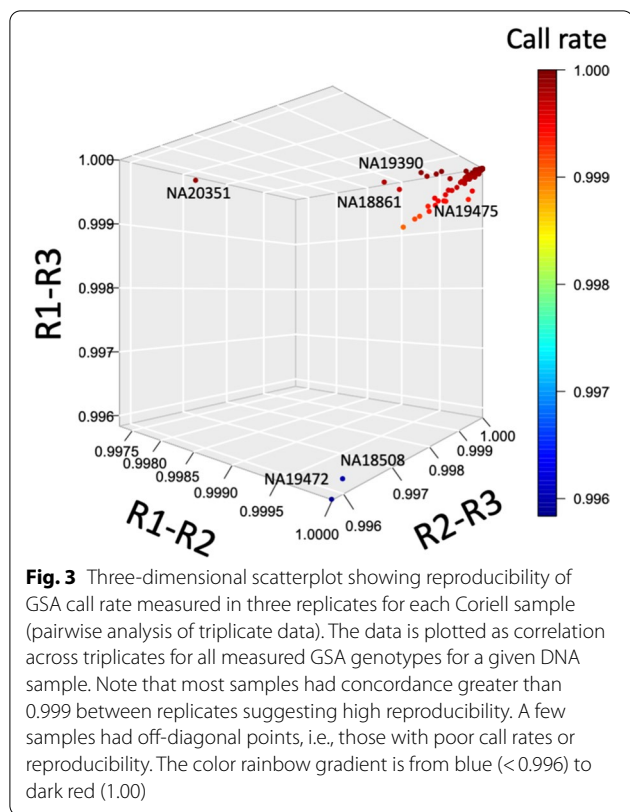 Call rate
1.000
0.999
0.998
0.997
0.996
R1-R3
1.000
0.999
0.998
0.997
0.996
NA20351
NA19390
NA18861
NA19475
NA18508
NA19472
0.9975
0.9980
0.9985
0.9990
0.9995
1.0000
R1-R2
0.996
0.997
0.998
0.999
1.000
R2-R3
Fig. 3 Three-dimensional scatterplot showing reproducibility of
GSA call rate measured in three replicates for each Coriell sample
(pairwise analysis of triplicate data). The data is plotted as correlation
across triplicates for all measured GSA genotypes for a given DNA
sample. Note that most samples had concordance greater than
0.999 between replicates suggesting high reproducibility. A few
samples had off-diagonal points, i.e., those with poor call rates or
reproducibility. The color rainbow gradient is from blue (< 0.996) to
dark red (1.00)